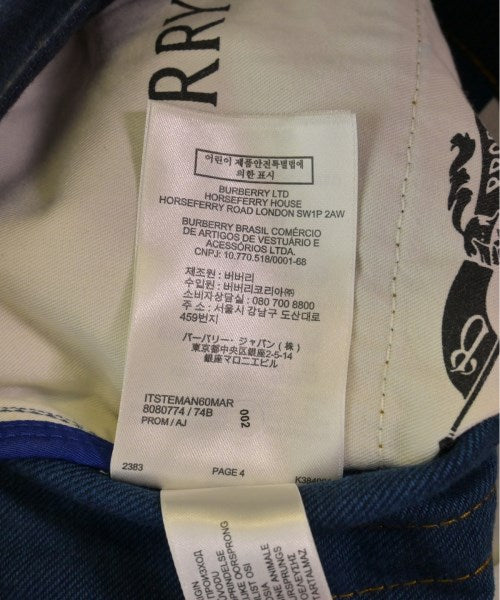 RRY
어린이 제품안전특별법에
의한 표시
BURBERRY LTD
HORSEFERRY HOUSE
HORSEFERRY ROAD LONDON SW1P 2AW
BURBERRY BRASIL COMÉRCIO
DE ARTIGOS DE VESTUÁRIO E
ACESSÓRIOS LTDA.
CNPJ: 10.770.518/0001-68
제조원 : 버버리
수입원 : 버버리코리아㈜
소비자상담실 : 080 700 8800
주 소 : 서울시 강남구 도산대로
459번지
バーバリー・ジャパン(株)
東京都中央区銀座2-5-14
銀座マロニエビル
ITSTEMAN60MAR
8080774 / 74B
002
PROM / AJ
2383
PAGE 4
ПРОИЗХОД
OORSPRONG
OSI
ANIMALE